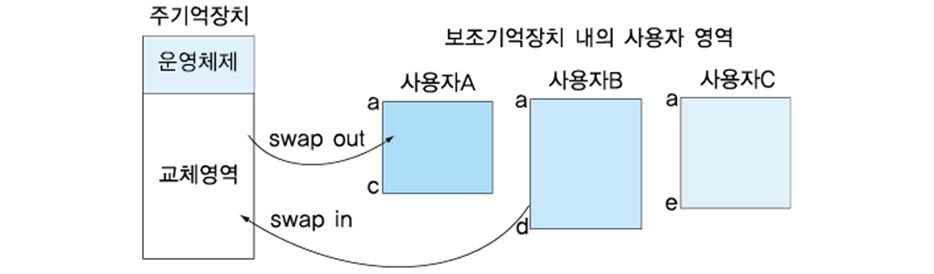 주기억장치
운영체제
교체영역
swap out
swap in
보조기억장치 내의 사용자 영역
사용자A
a
c
사용자B
a
d
사용자C
a
e